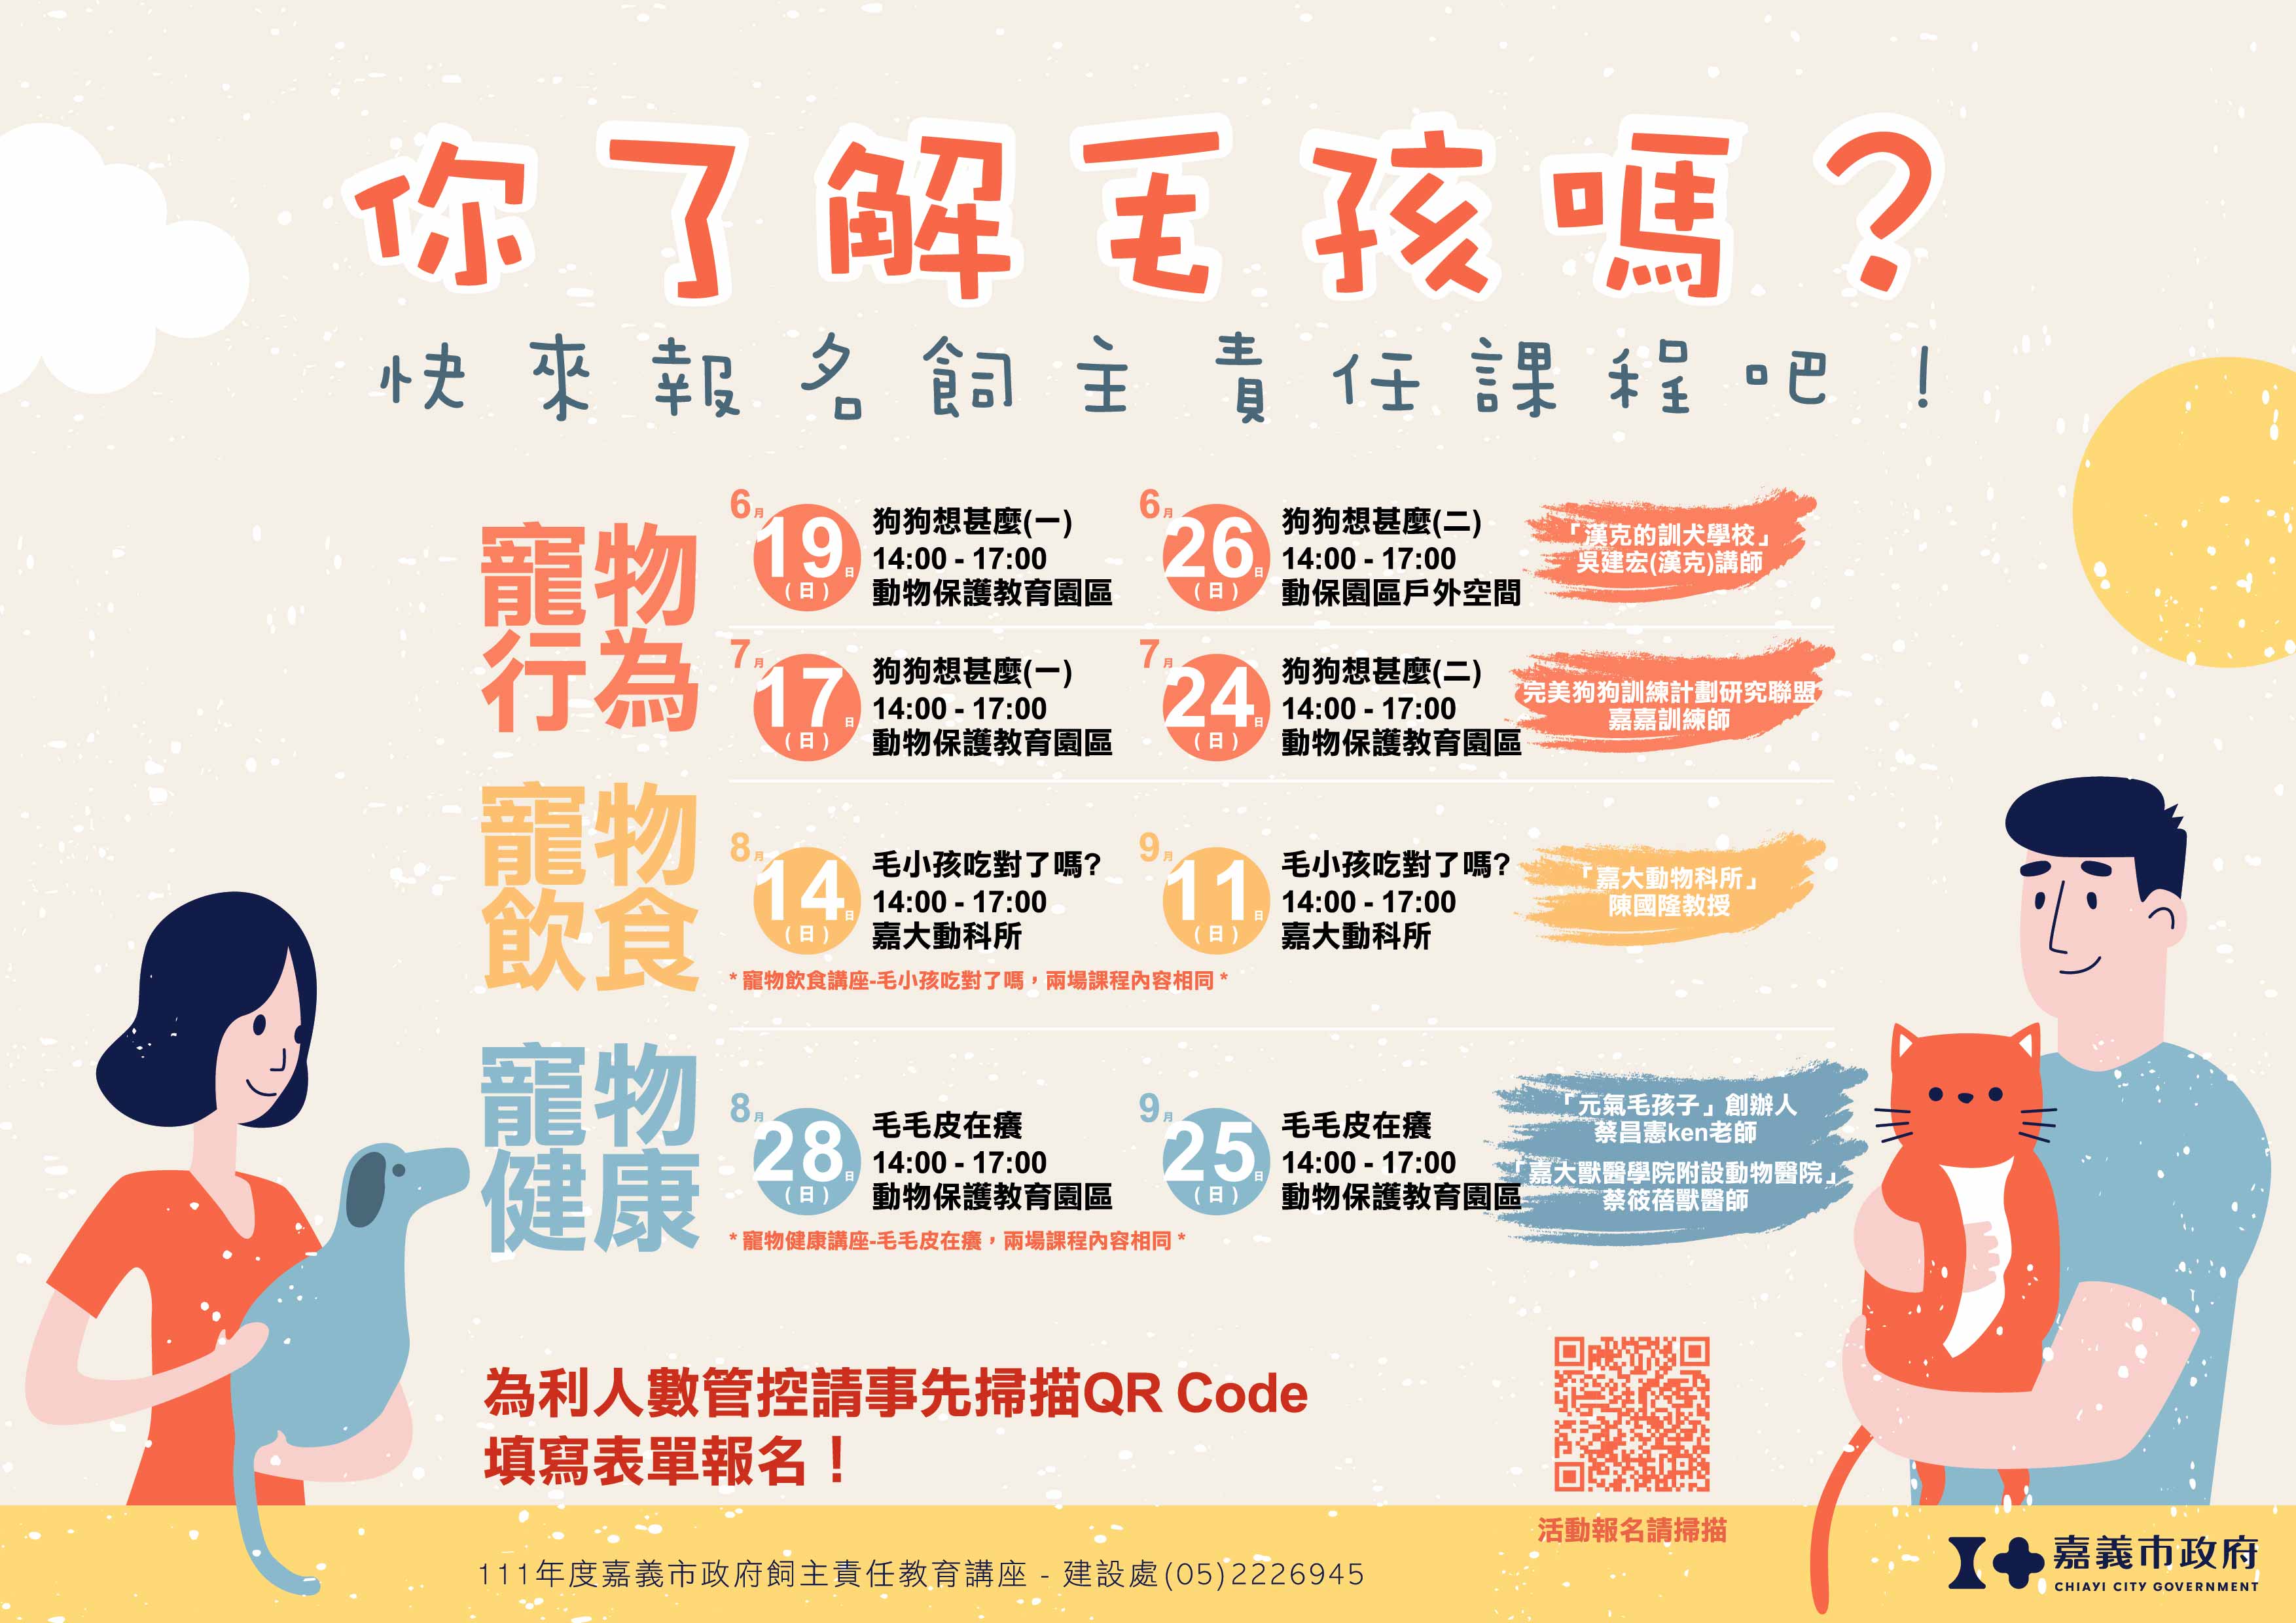 你了解毛孩嗎？
快來報名飼主責任課程吧！
寵物
行為
6月
19日
(日)
狗狗想甚麼(一)
14:00 - 17:00
動物保護教育園區
6月
26日
(日)
狗狗想甚麼(二)
14:00 - 17:00
動保園區戶外空間
「漢克的訓犬學校」
吳建宏(漢克)講師
7月
17日
(日)
狗狗想甚麼(一)
14:00 - 17:00
動物保護教育園區
7月
24日
(日)
狗狗想甚麼(二)
14:00 - 17:00
動物保護教育園區
完美狗狗訓練計劃研究聯盟
嘉嘉訓練師
寵物
飲食
8月
14日
(日)
毛小孩吃對了嗎?
14:00 - 17:00
嘉大動科所
9月
11日
(日)
毛小孩吃對了嗎?
14:00 - 17:00
嘉大動科所
「嘉大動物科所」
陳國隆教授
* 寵物飲食講座-毛小孩吃對了嗎，兩場課程內容相同 *
寵物
健康
8月
28日
(日)
毛毛皮在癢
14:00 - 17:00
動物保護教育園區
9月
25日
(日)
毛毛皮在癢
14:00 - 17:00
動物保護教育園區
「元氣毛孩子」創辦人
蔡昌憲ken老師
「嘉大獸醫學院附設動物醫院」
蔡筱蓓獸醫師
* 寵物健康講座-毛毛皮在癢，兩場課程內容相同 *
為利人數管控請事先掃描QR Code
填寫表單報名！
活動報名請掃描
111年度嘉義市政府飼主責任教育講座 - 建設處(05)2226945
嘉義市政府
CHIAYI CITY GOVERNMENT